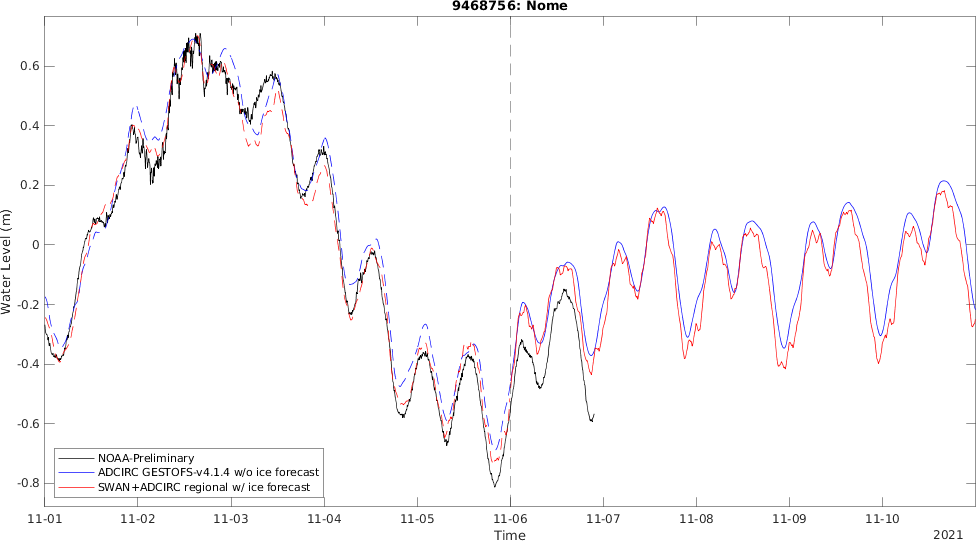 9468756: Nome
Water Level (m)
0.6
0.4
0.2
0
-0.2
-0.4
-0.6
-0.8
NOAA-Preliminary
ADCIRC GESTOFS-v4.1.4 w/o ice forecast
SWAN+ADCIRC regional w/ ice forecast
11-01 11-02 11-03 11-04 11-05 11-06 11-07 11-08 11-09 11-10
Time
2021